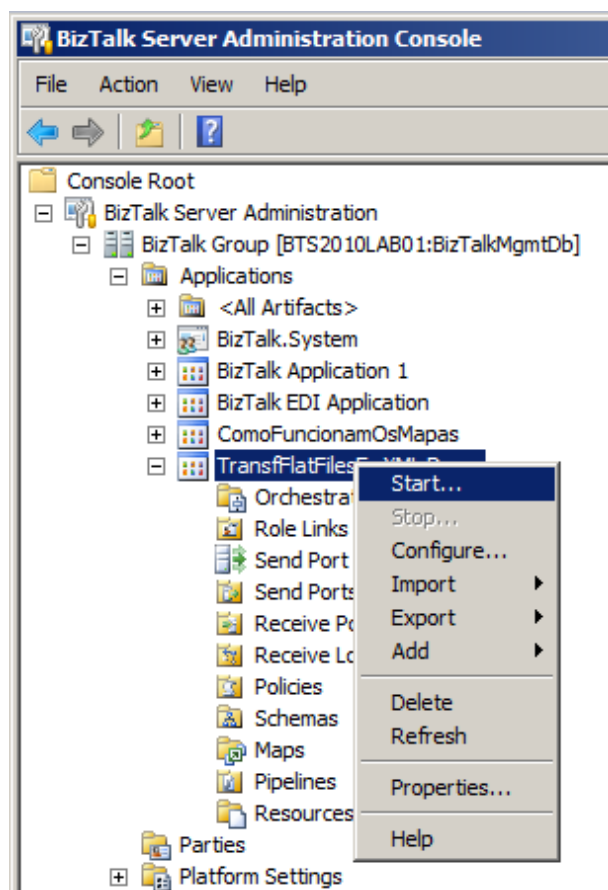 BizTalk Server Administration Console
File Action View Help
Console Root
BizTalk Server Administration
BizTalk Group [BTS2010LAB01:BizTalkMgmtDb]
Applications
<All Artifacts>
BizTalk.System
BizTalk Application 1
BizTalk EDI Application
ComoFuncionamOsMapas
Start...
Stop...
Role Links
Configure...
Send Port
Import
Send Ports
Export
Add
Policies
Delete
Schemas
Refresh
Maps
Pipelines
Properties...
Resources
Parties
Help
Platform Settings